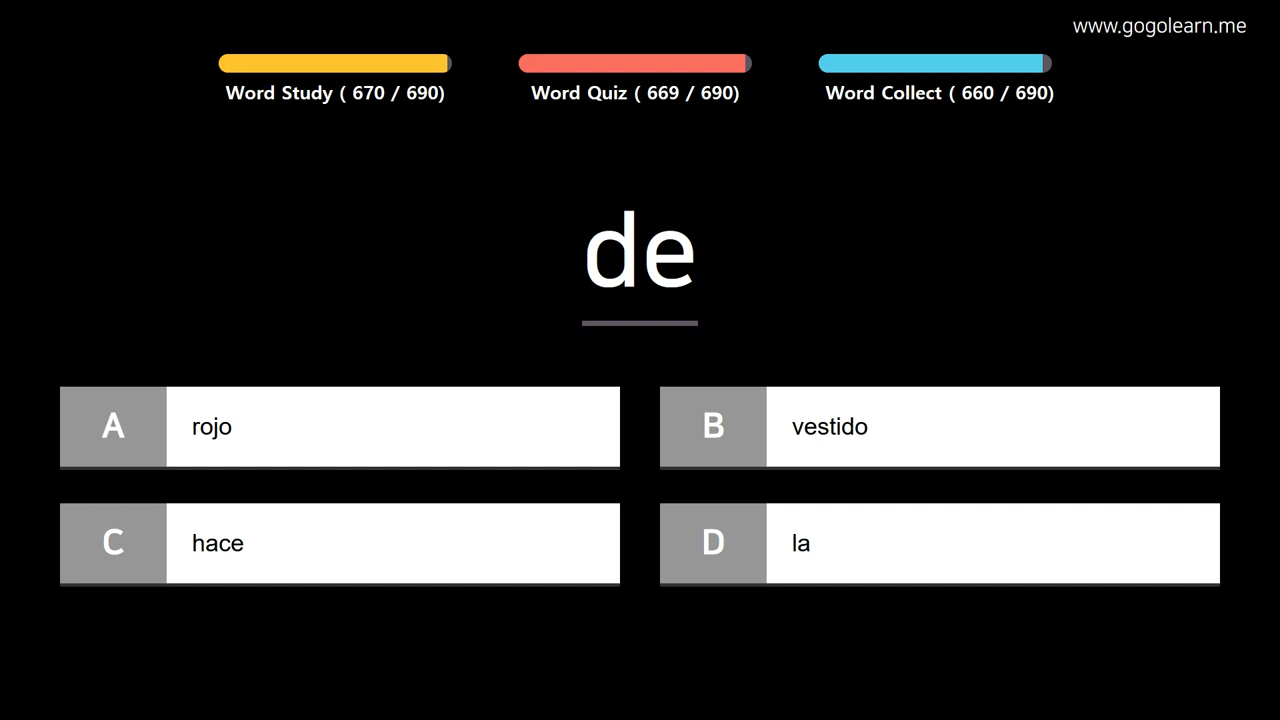 www.gogolearn.me
Word Study ( 670 / 690)
Word Quiz ( 669 / 690)
Word Collect ( 660 / 690)
de
A rojo
B vestido
C hace
D la